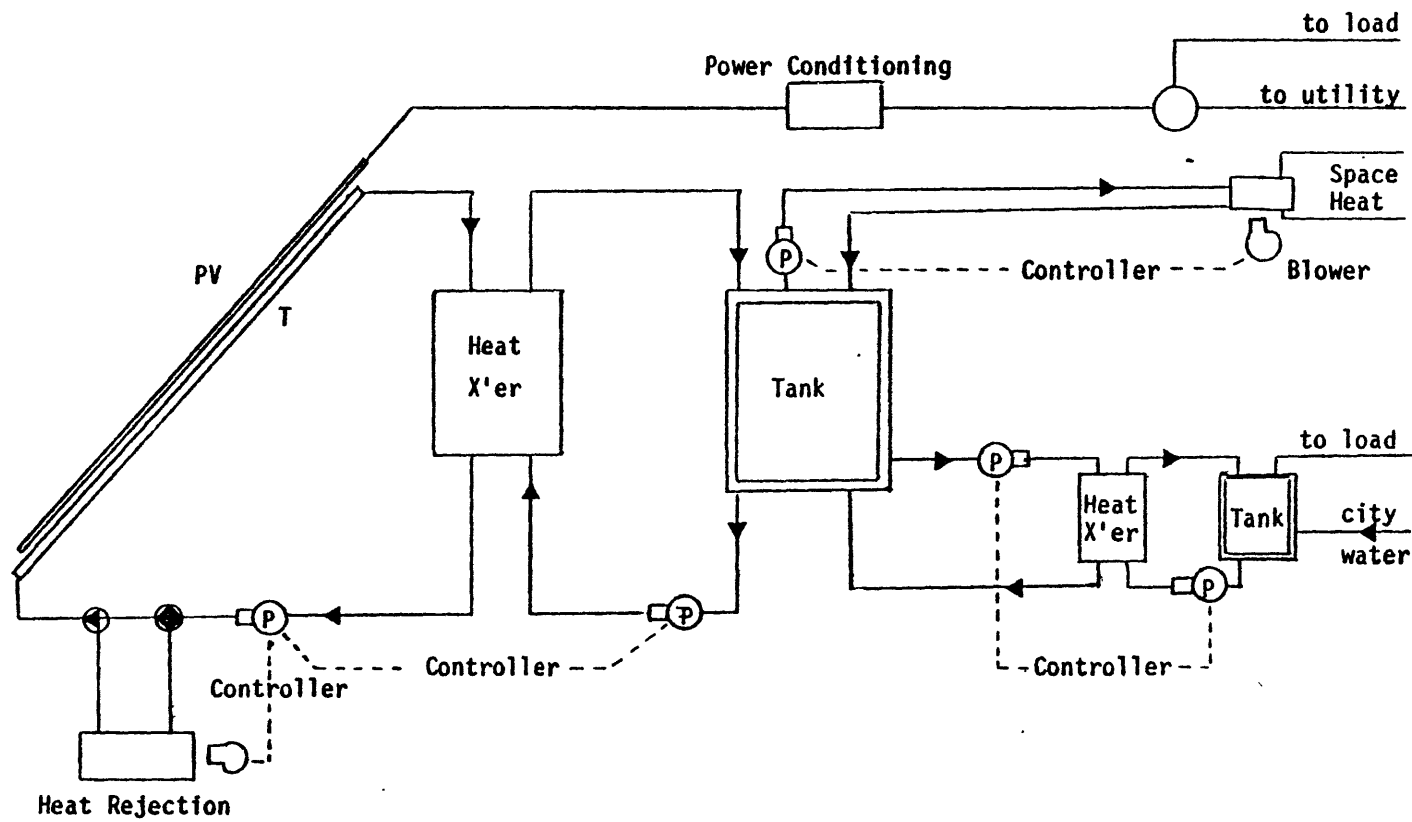 to load
Power Conditioning
to utility
Space
Heat
P
Controller
Blower
PV
T
Heat
X'er
Tank
to load
P
Heat
X'er
Tank
city
water
P
P
P
Controller
Controller
Controller
Heat Rejection